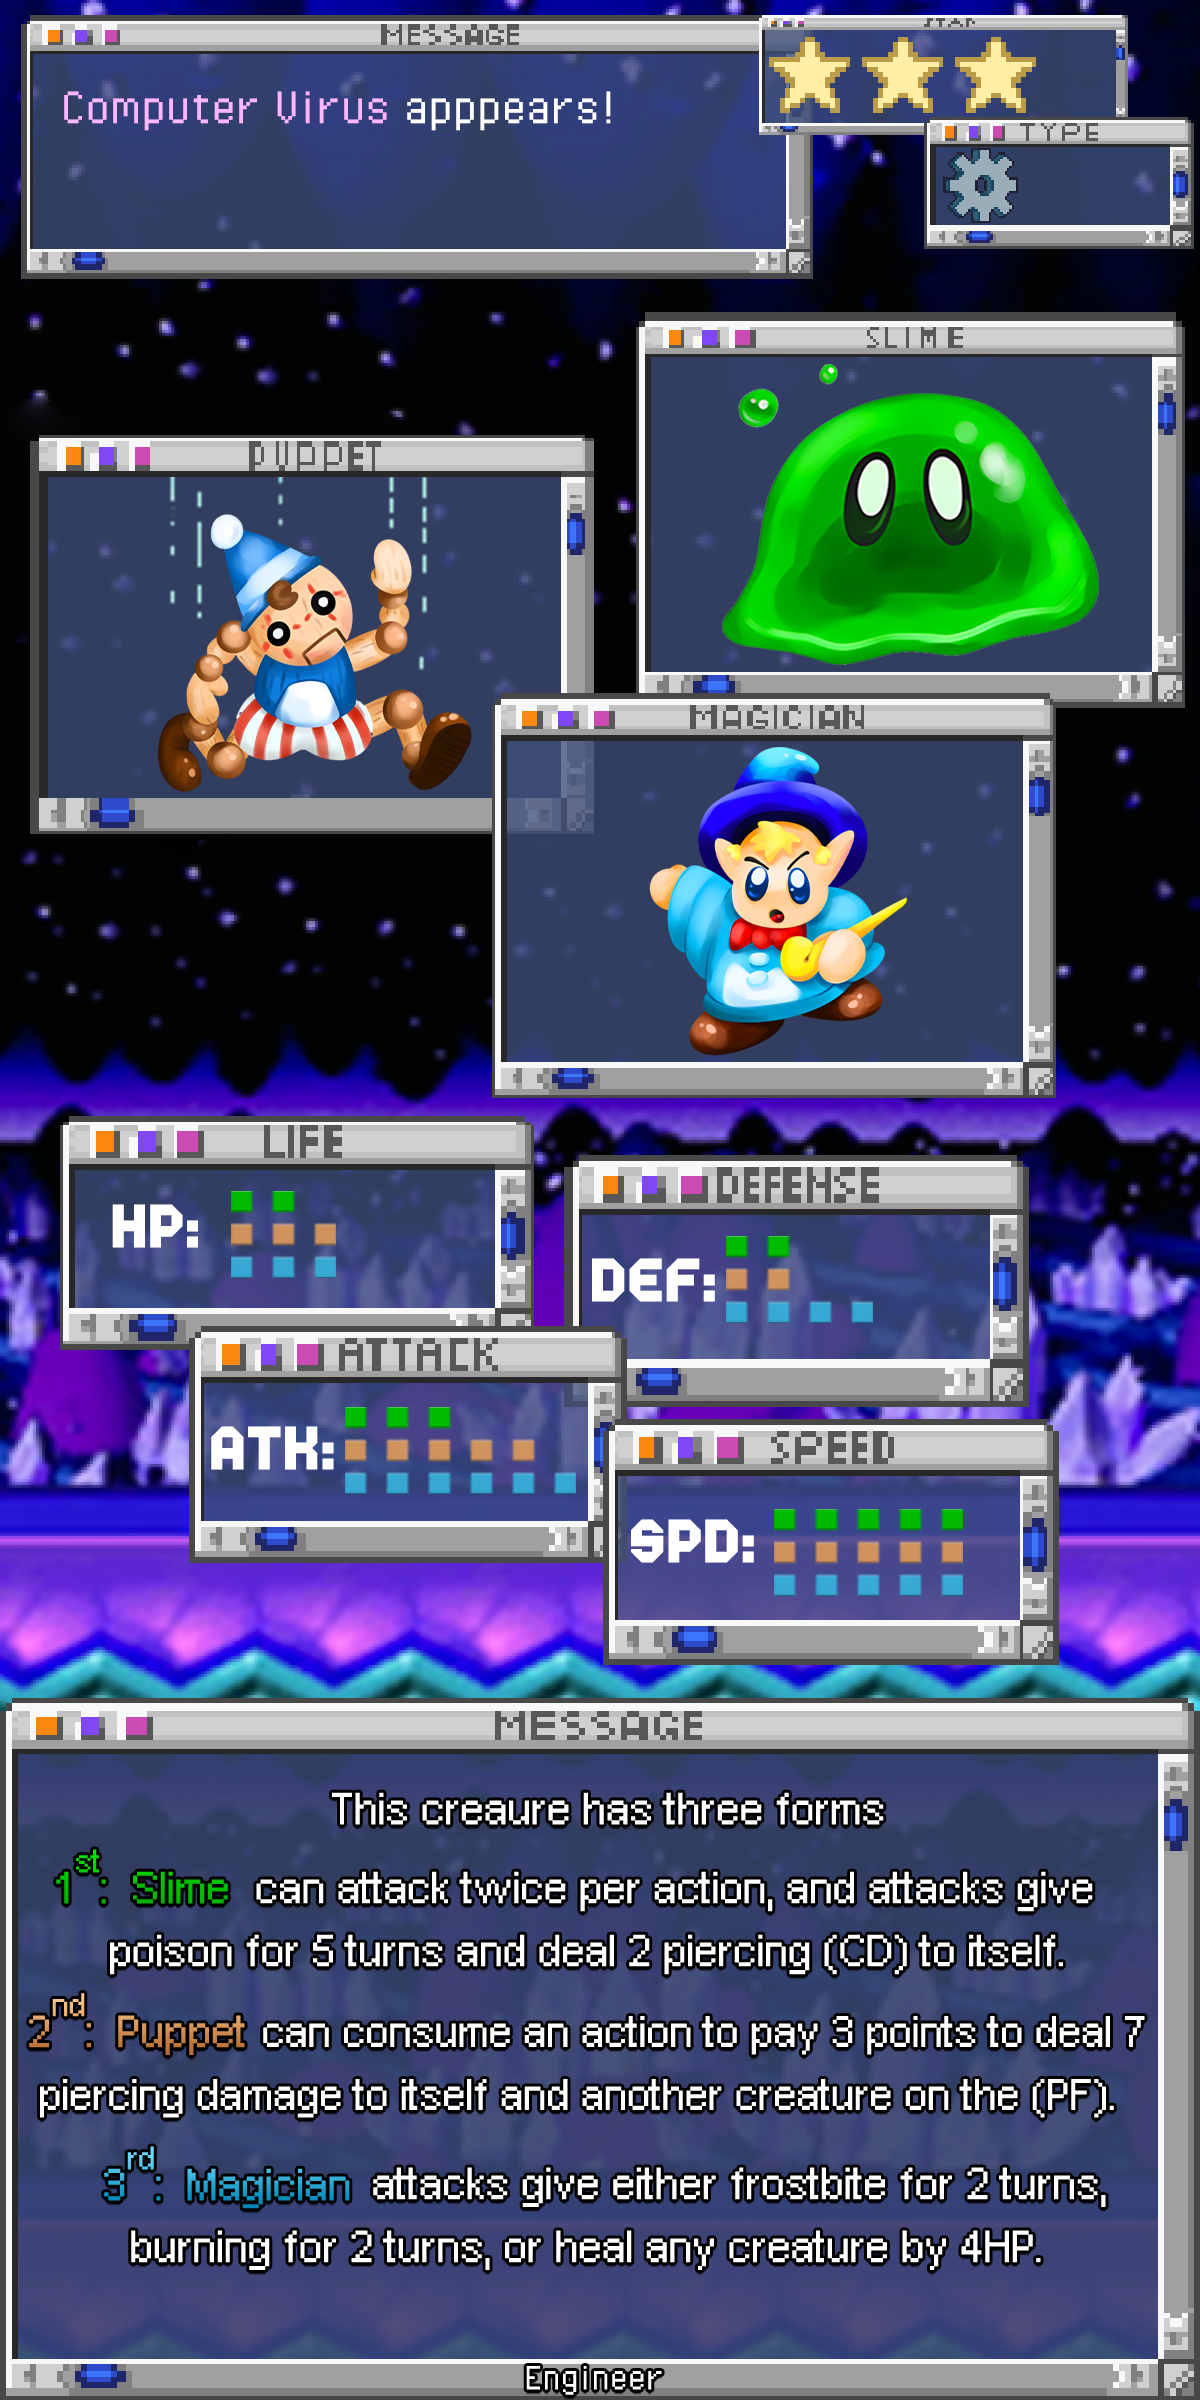 MESSAGE
STAR
Computer Virus apppears!
TYPE
SLIME
PUPPET
MAGICIAN
LIFE
HP:
DEFENSE
DEF:
ATTACK
ATK:
SPEED
SPD:
MESSAGE
This creaure has three forms
1st: Slime can attack twice per action, and attacks give
poison for 5 turns and deal 2 piercing (CD) to itself.
2nd: Puppet can consume an action to pay 3 points to deal 7
piercing damage to itself and another creature on the (PF).
3rd: Magician attacks give either frostbite for 2 turns,
burning for 2 turns, or heal any creature by 4HP.
Engineer